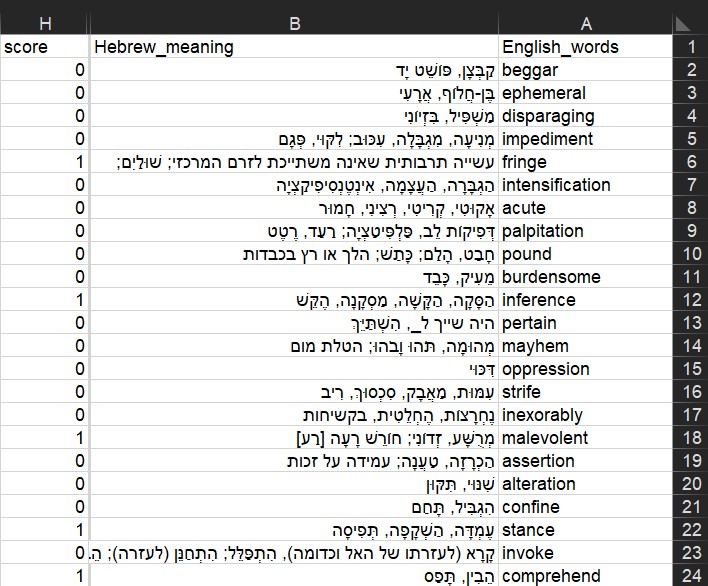 A B H
1 English_words Hebrew_meaning score
2 beggar קַבְּצָן, פּוֹשֵׁט יָד 0
3 ephemeral בֶּן-חֲלוֹף, אֲרָעִי 0
4 disparaging מַשְׁפִּיל, בִּזְיוֹנִי 0
5 impediment מְנִיעָה, מִגְבָּלָה, עִכּוּב; לִקּוּי, פְּגָם 0
6 fringe עשייה תרבותית שאינה משתייכת לזרם המרכזי; שׁוּלַיִם; 1
7 intensification הַגְבָּרָה, הַעֲצָמָה, אִינְטֶנְסִיפִיקַצְיָה 0
8 acute אָקוּטִי, קְרִיטִי, רְצִינִי, חָמוּר 0
9 palpitation דְּפִיקוֹת לֵב, פַּלְפִּיטַצְיָה; רַעַד, רֶטֶט 0
10 pound חָבַט, הָלַם; כָּתַשׁ; הלך או רץ בכבדות 0
11 burdensome מֵעִיק, כָּבֵד 0
12 inference הַסָּקָה, הַקָּשָׁה, מַסְקָנָה, הֶקֵּשׁ 1
13 pertain היה שייך ל_, הִשְׁתַּיֵּךְ 0
14 mayhem מְהוּמָה, תֹּהוּ וָבֹהוּ; הטלת מום 0
15 oppression דִּכּוּי 0
16 strife עִמּוּת, מַאֲבָק, סִכְסוּךְ, רִיב 0
17 inexorably נֶחְרָצוֹת, הֶחְלֵטִית, בקשיחות 0
18 malevolent מְרֻשָּׁע, זְדוֹנִי; חוֹרֵשׁ רָעָה [רַע] 1
19 assertion הַכְרָזָה, טַעֲנָה; עמידה על זכות 0
20 alteration שִׁנּוּי, תִּקּוּן 0
21 confine הִגְבִּיל, תָּחַם 0
22 stance עֶמְדָּה, הַשְׁקָפָה, תְּפִיסָה 1
23 invoke קָרָא (לעזרתו של האל וכדומה), הִתְפַּלֵּל; הִתְחַנֵּן (לעזרה); 0
24 comprehend הֵבִין, תָּפַס 1